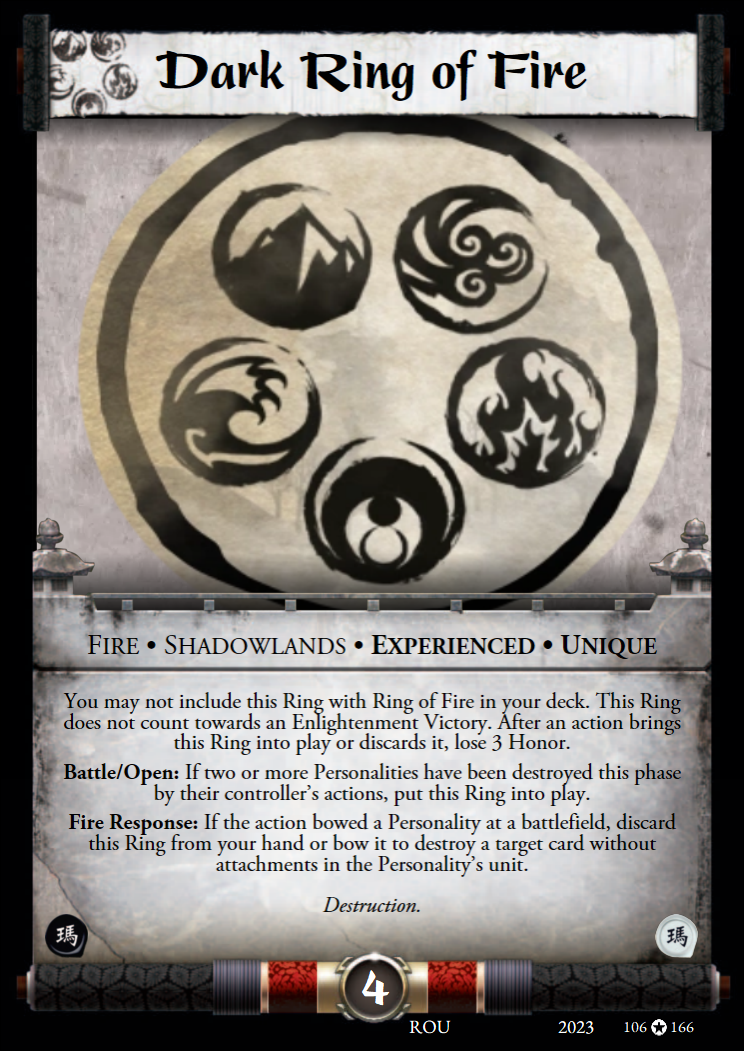 Dark Ring of Fire
Fire • Shadowlands • Experienced • Unique
You may not include this Ring with Ring of Fire in your deck. This Ring
does not count towards an Enlightenment Victory. After an action brings
this Ring into play or discards it, lose 3 Honor.
Battle/Open: If two or more Personalities have been destroyed this phase
by their controller's actions, put this Ring into play.
Fire Response: If the action bowed a Personality at a battlefield, discard
this Ring from your hand or bow it to destroy a target card without
attachments in the Personality's unit.
Destruction.
瑪 瑪
4
ROU 2023 106 ✪ 166